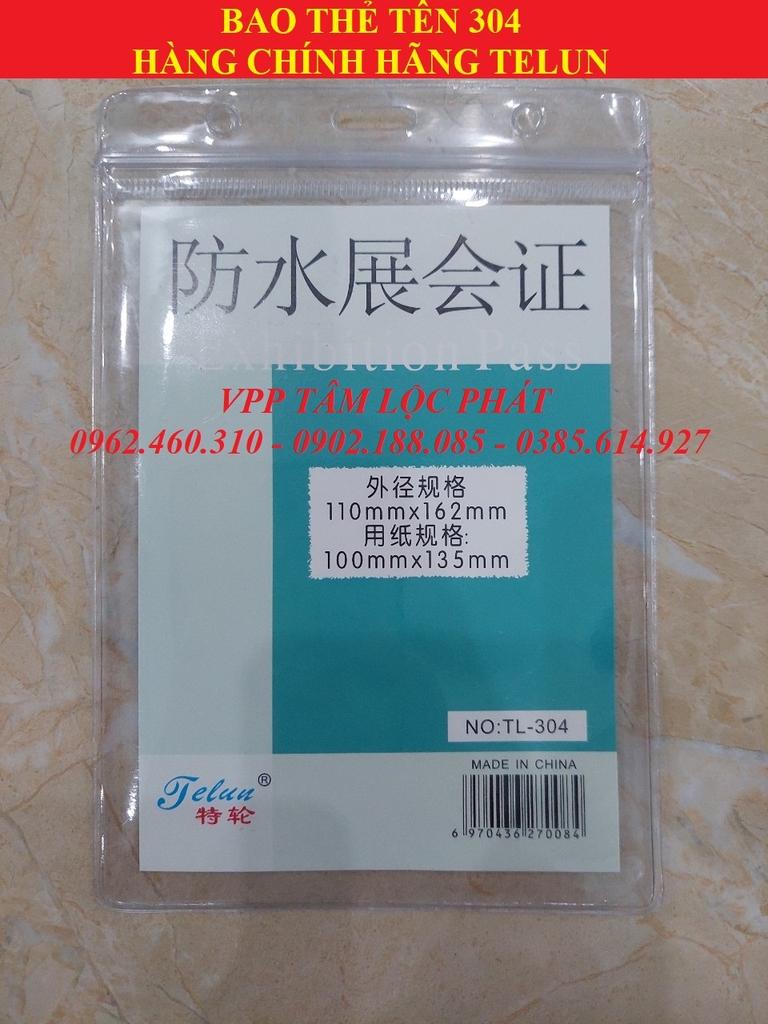 BAO THẺ TÊN 304
HÀNG CHÍNH HÃNG TELUN
防水展会证
Exhibition Pass
VPP TÂM LỘC PHÁT
0962.460.310 - 0902.188.085 - 0385.614.927
外径规格
110mmx162mm
用纸规格:
100mmx135mm
NO:TL-304
MADE IN CHINA
Telun®
特轮
6 970436 270084